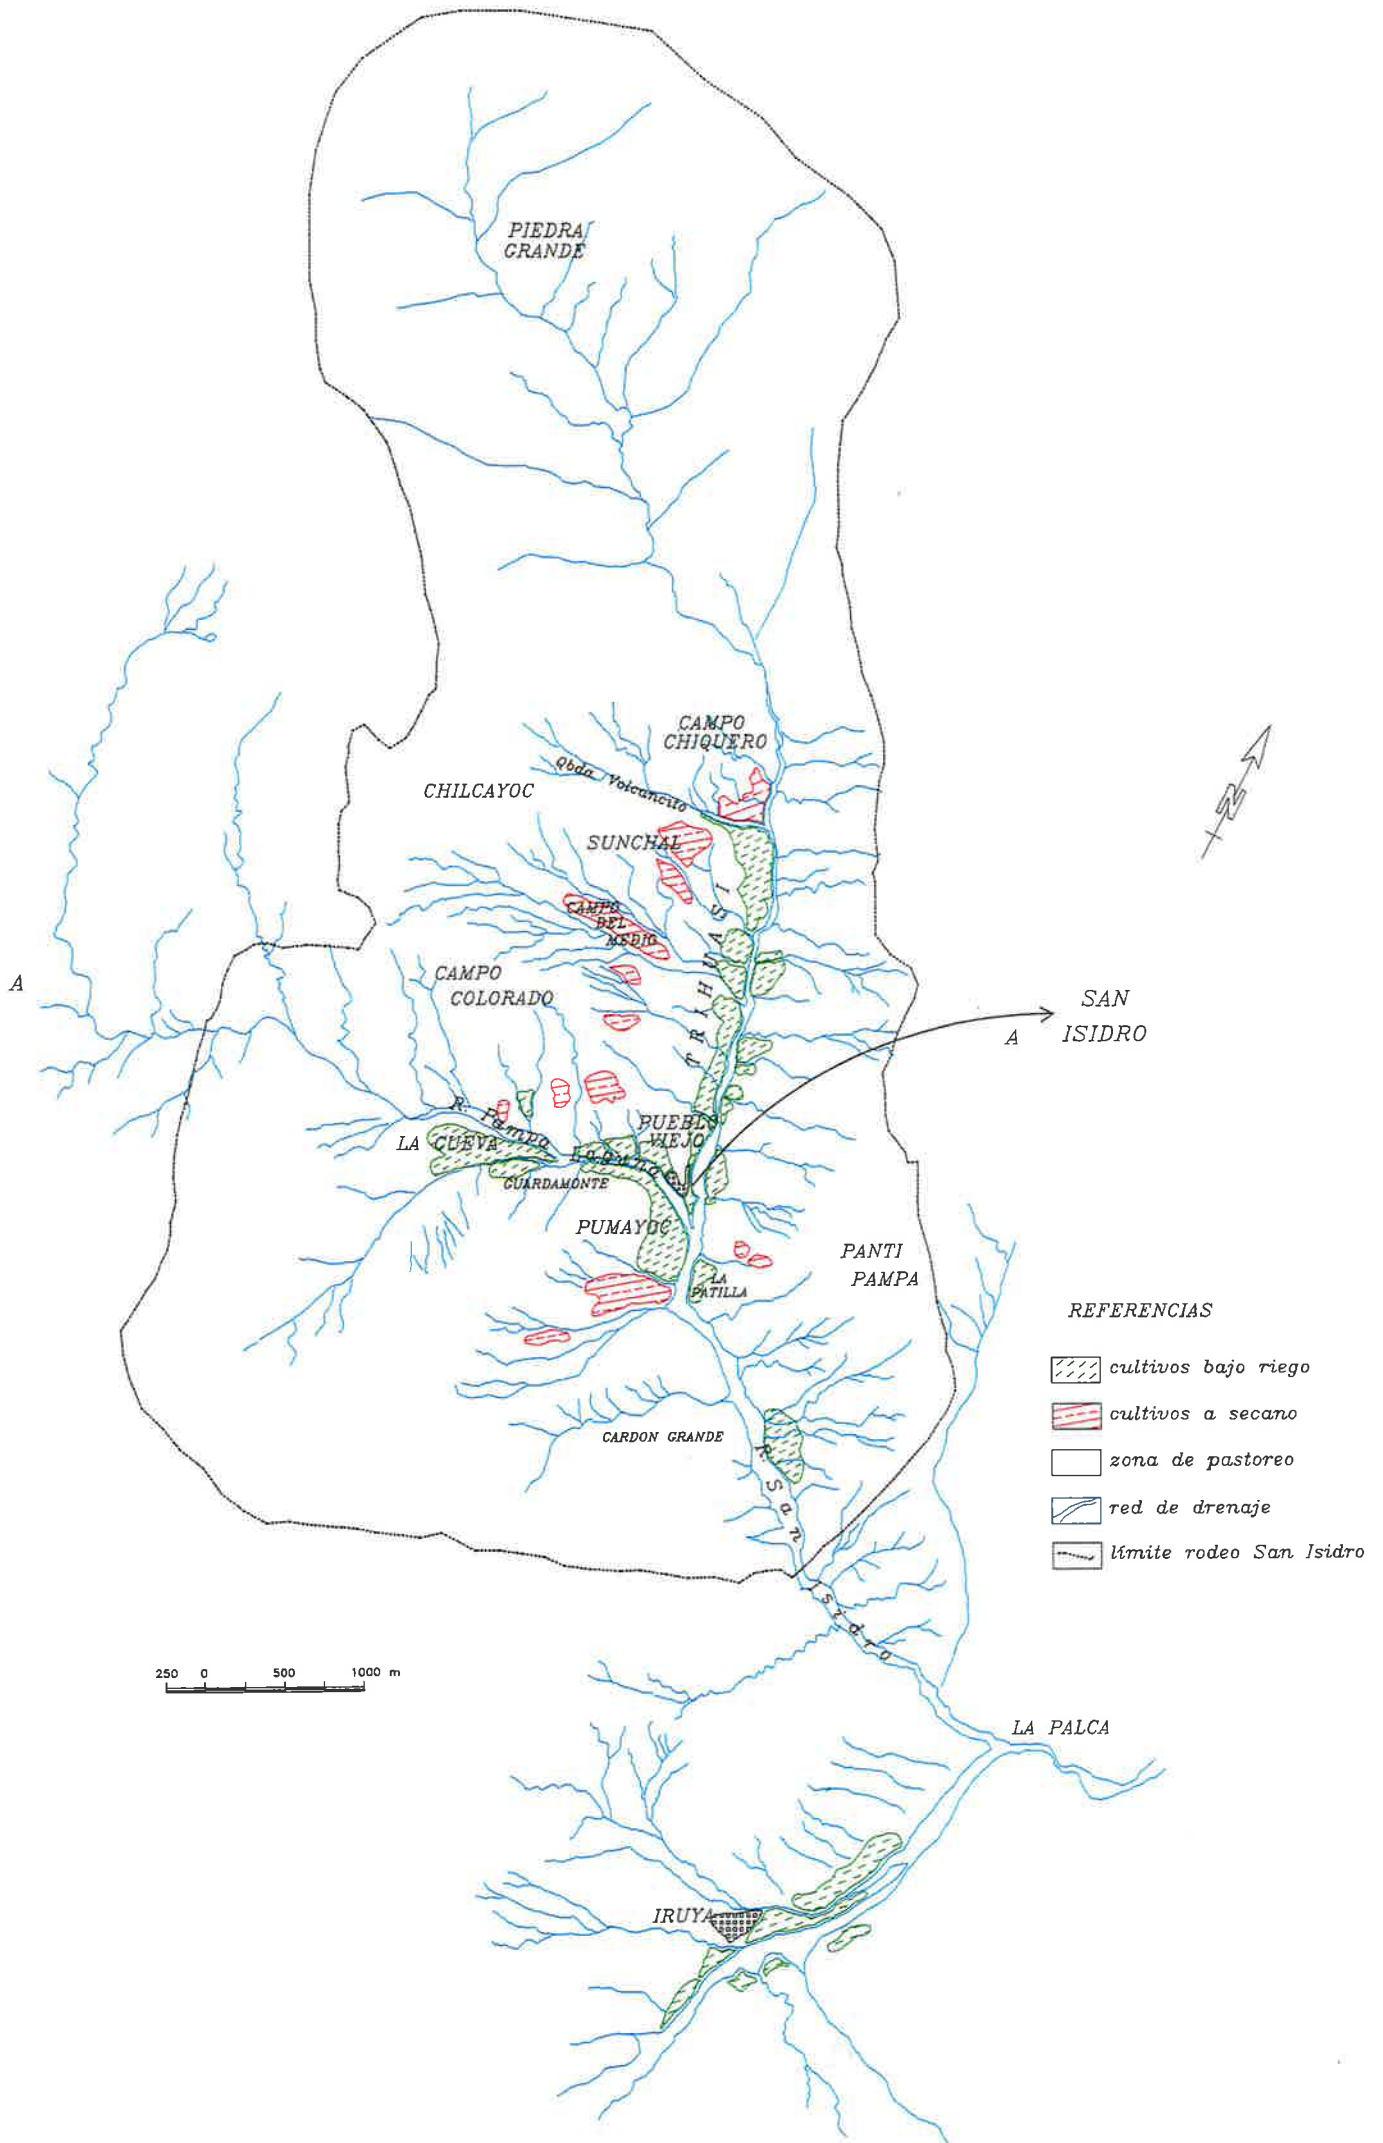 PIEDRA
GRANDE
CAMPO
CHIQUERO
Qbda. Volcancito
CHILCAYOC
SUNCHAL
CAMPO
DEL
MEDIO
CAMPO
COLORADO
TRIHUASI
A
A
SAN
ISIDRO
N
R. Pampa Laguna
PUEBLO
VIEJO
LA CUEVA
GUARDAMONTE
PUMAYOC
LA
PATILLA
PANTI
PAMPA
CARDON GRANDE
R. San Isidro
REFERENCIAS
cultivos bajo riego
cultivos a secano
zona de pastoreo
red de drenaje
límite rodeo San Isidro
250 0 500 1000 m
LA PALCA
IRUYA